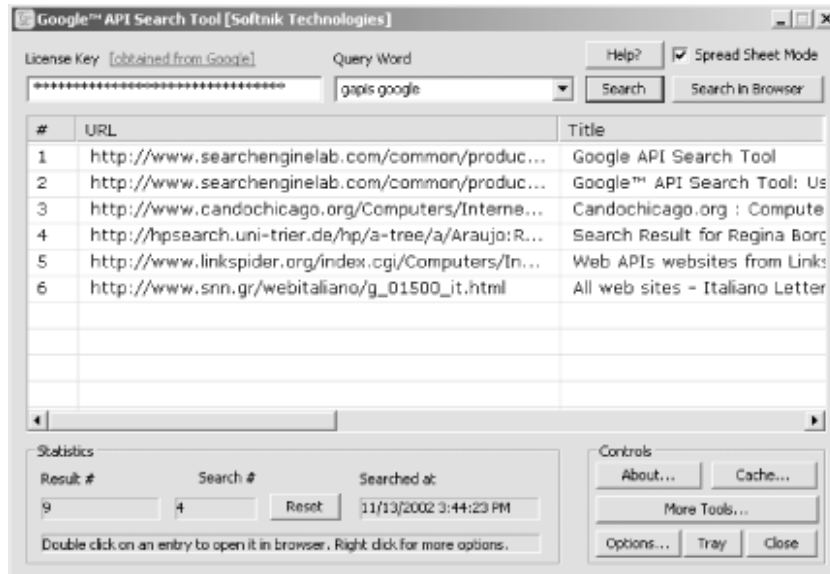 Google™ API Search Tool [Softnik Technologies]
License Key [obtained from Google] Query Word Help? Spread Sheet Mode
********************************
gapis google Search Search in Browser
# URL Title
1 http://www.searchenginelab.com/common/produc... Google API Search Tool
2 http://www.searchenginelab.com/common/produc... Google™ API Search Tool: Us
3 http://www.candochicago.org/Computers/Interne... Candochicago.org : Compute
4 http://hpsearch.uni-trier.de/hp/a-tree/a/Araujo:R... Search Result for Regina Borg
5 http://www.linkspider.org/index.cgi/Computers/In... Web APIs websites from Links
6 http://www.snn.gr/webitaliano/g_01500_it.html All web sites - Italiano Letter
Statistics Controls
Result # Search # Searched at About... Cache...
9 4 Reset 11/13/2002 3:44:23 PM More Tools...
Double click on an entry to open it in browser. Right click for more options. Options... Tray Close